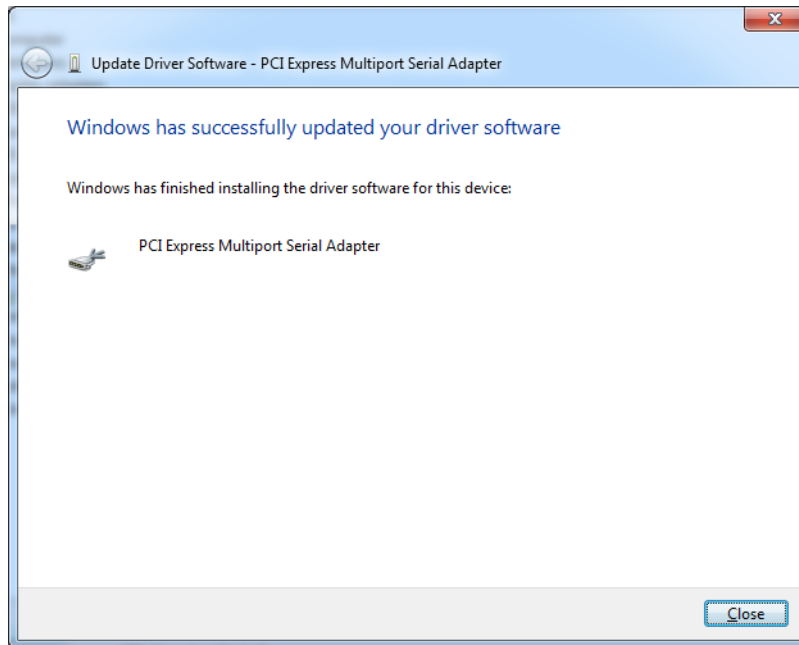 Update Driver Software - PCI Express Multiport Serial Adapter
Windows has successfully updated your driver software
Windows has finished installing the driver software for this device:
PCI Express Multiport Serial Adapter
Close